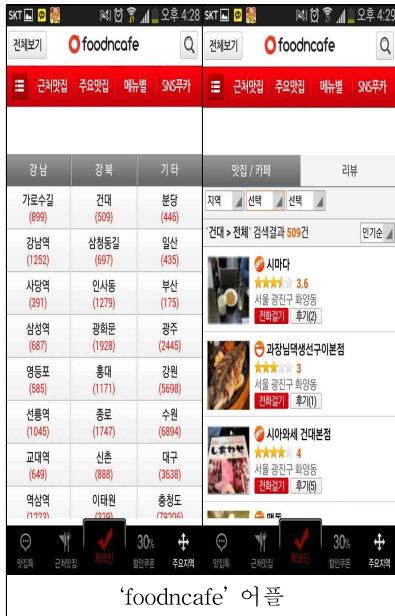 SKT 오후 4:28
전체보기 foodncafe
근처맛집 주요맛집 메뉴별 SNS푸카
강남 강북 기타
가로수길 건대 분당
(899) (509) (446)
강남역 삼청동길 일산
(1252) (697) (435)
사당역 인사동 부산
(391) (1279) (175)
삼성역 광화문 광주
(687) (1928) (2445)
영등포 홍대 강원
(585) (1171) (5698)
선릉역 종로 수원
(1045) (1747) (6894)
교대역 신촌 대구
(649) (888) (3638)
역삼역 이태원 충청도
(1223) (329) (79206)
맛집톡 근처맛집 체크인 30% 할인쿠폰 주요지역
SKT 오후 4:29
전체보기 foodncafe
근처맛집 주요맛집 메뉴별 SNS푸카
맛집 / 카페 리뷰
지역 선택 선택
'건대 > 전체' 검색결과 509건 인기순
시마다
3.6
서울 광진구 화양동
전화걸기 후기(2)
과장님댁생선구이본점
3
서울 광진구 화양동
전화걸기 후기(1)
시아와세 건대본점
4
서울 광진구 화양동
전화걸기 후기(5)
しあわせ
맛집톡 근처맛집 체크인 30% 할인쿠폰 주요지역
‘foodncafe’ 어플